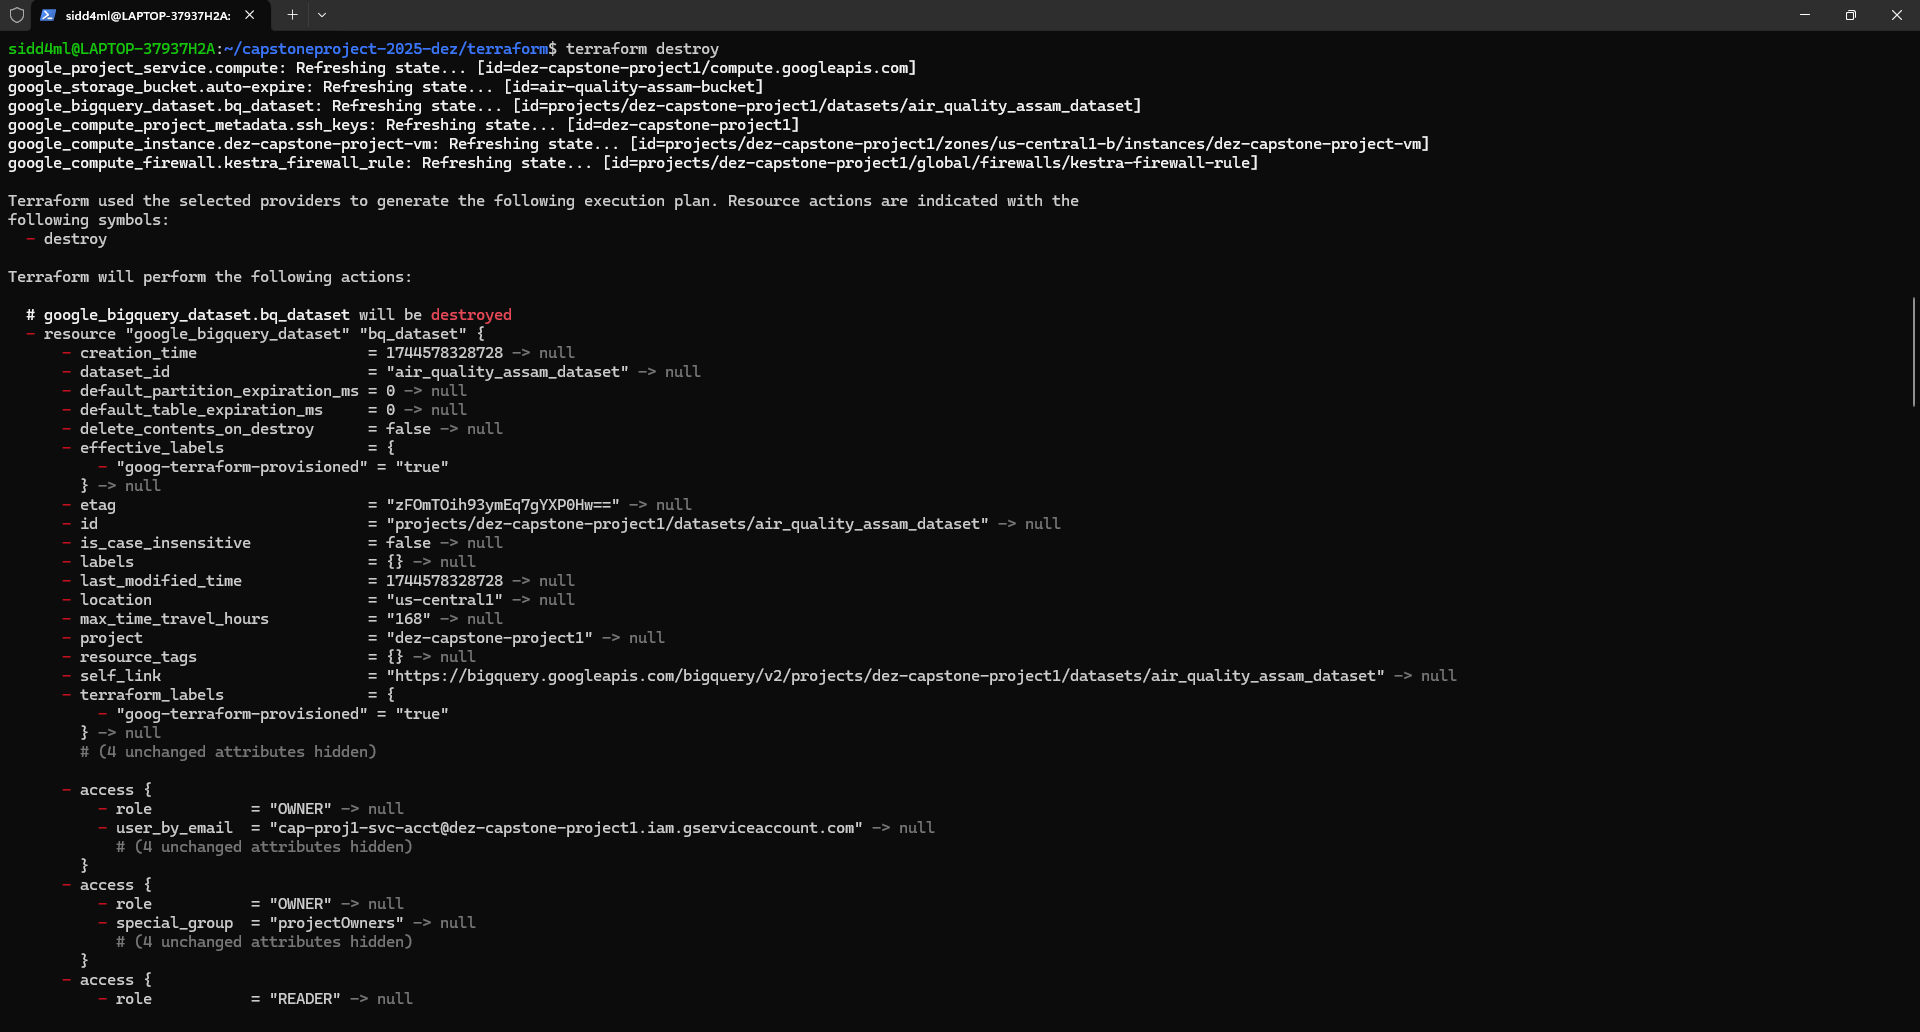 sidd4ml@LAPTOP-37937H2A:
sidd4ml@LAPTOP-37937H2A:~/capstoneproject-2025-dez/terraform$ terraform destroy
google_project_service.compute: Refreshing state... [id=dez-capstone-project1/compute.googleapis.com]
google_storage_bucket.auto-expire: Refreshing state... [id=air-quality-assam-bucket]
google_bigquery_dataset.bq_dataset: Refreshing state... [id=projects/dez-capstone-project1/datasets/air_quality_assam_dataset]
google_compute_project_metadata.ssh_keys: Refreshing state... [id=dez-capstone-project1]
google_compute_instance.dez-capstone-project-vm: Refreshing state... [id=projects/dez-capstone-project1/zones/us-central1-b/instances/dez-capstone-project-vm]
google_compute_firewall.kestra_firewall_rule: Refreshing state... [id=projects/dez-capstone-project1/global/firewalls/kestra-firewall-rule]
Terraform used the selected providers to generate the following execution plan. Resource actions are indicated with the
following symbols:
- destroy
Terraform will perform the following actions:
# google_bigquery_dataset.bq_dataset will be destroyed
- resource "google_bigquery_dataset" "bq_dataset" {
- creation_time = 1744578328728 -> null
- dataset_id = "air_quality_assam_dataset" -> null
- default_partition_expiration_ms = 0 -> null
- default_table_expiration_ms = 0 -> null
- delete_contents_on_destroy = false -> null
- effective_labels = {
- "goog-terraform-provisioned" = "true"
} -> null
- etag = "zFOmTOih93ymEq7gYXP0Hw==" -> null
- id = "projects/dez-capstone-project1/datasets/air_quality_assam_dataset" -> null
- is_case_insensitive = false -> null
- labels = {} -> null
- last_modified_time = 1744578328728 -> null
- location = "us-central1" -> null
- max_time_travel_hours = "168" -> null
- project = "dez-capstone-project1" -> null
- resource_tags = {} -> null
- self_link = "https://bigquery.googleapis.com/bigquery/v2/projects/dez-capstone-project1/datasets/air_quality_assam_dataset" -> null
- terraform_labels = {
- "goog-terraform-provisioned" = "true"
} -> null
# (4 unchanged attributes hidden)
- access {
- role = "OWNER" -> null
- user_by_email = "cap-proj1-svc-acct@dez-capstone-project1.iam.gserviceaccount.com" -> null
# (4 unchanged attributes hidden)
}
- access {
- role = "OWNER" -> null
- special_group = "projectOwners" -> null
# (4 unchanged attributes hidden)
}
- access {
- role = "READER" -> null